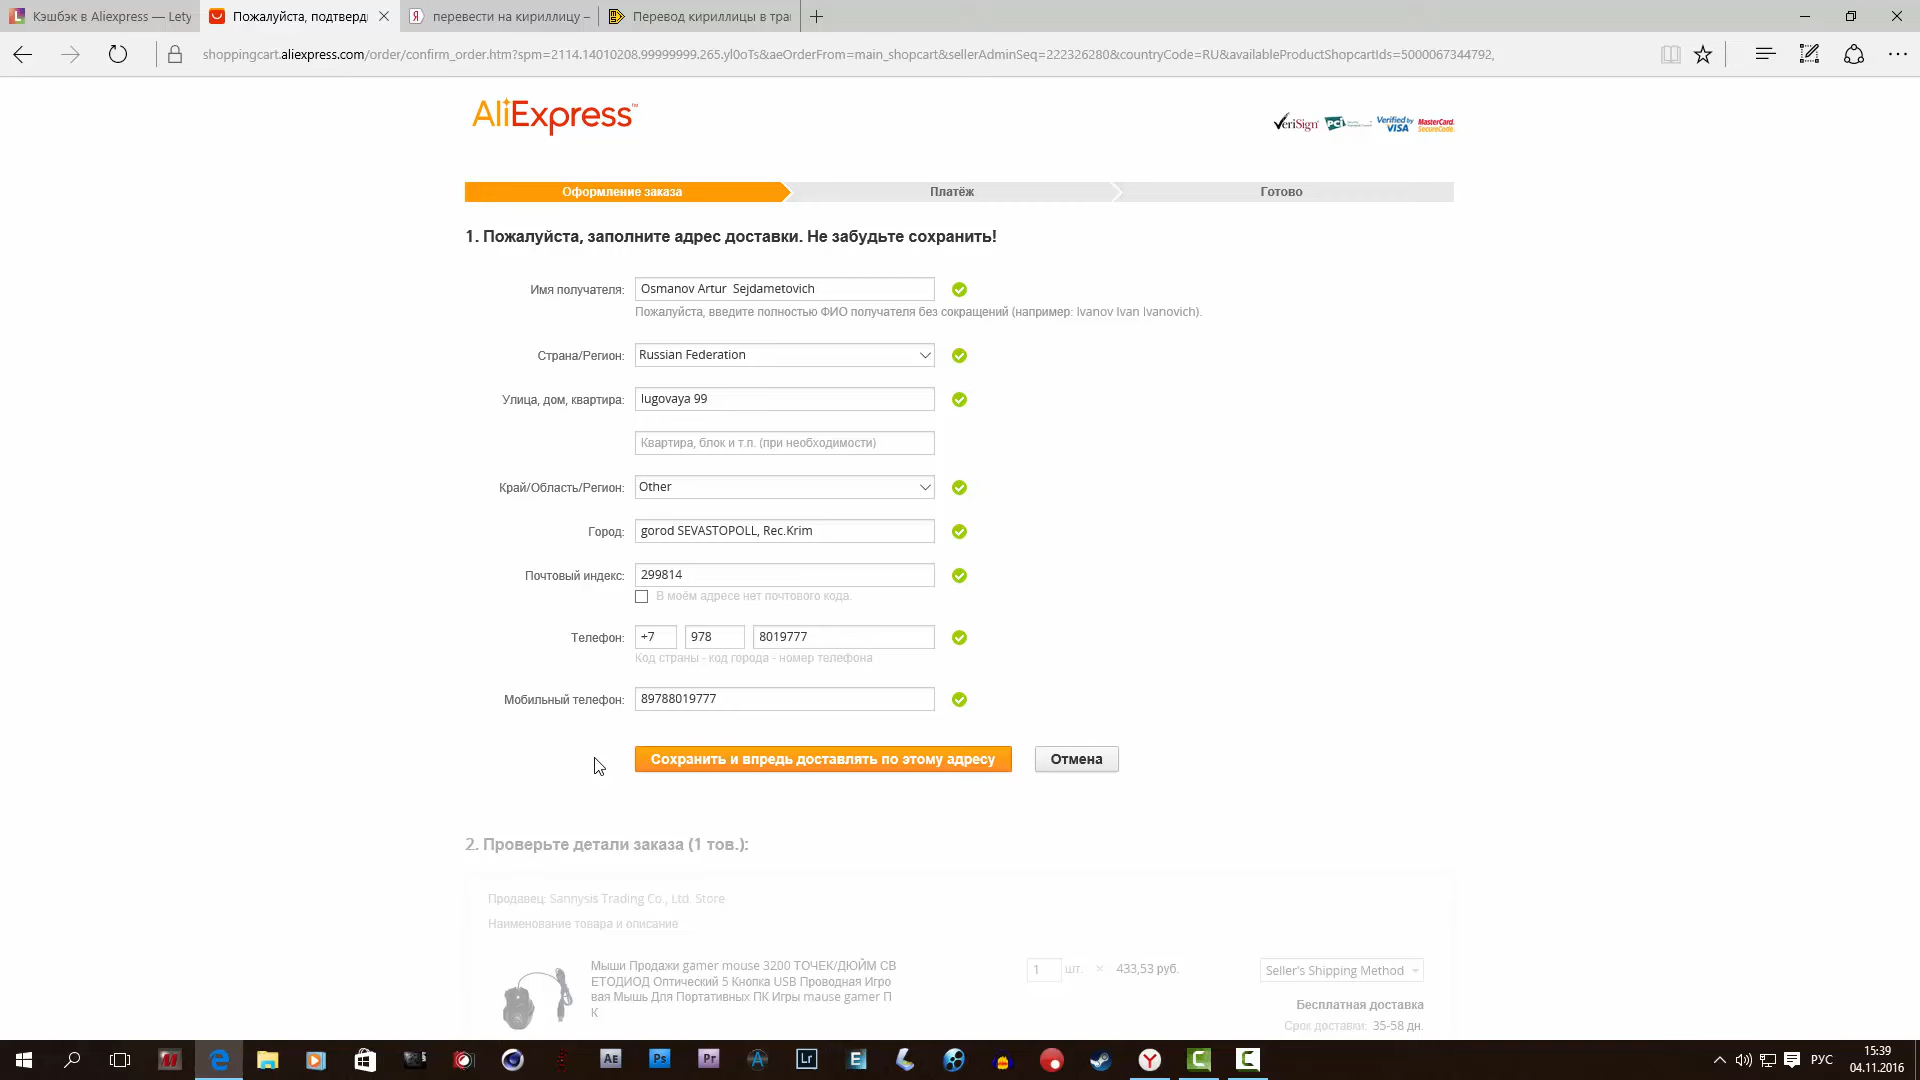 Кэшбэк в Aliexpress — Lety
Пожалуйста, подтверд
перевести на кириллицу –
Перевод кириллицы в тран
shoppingcart.aliexpress.com/order/confirm_order.htm?spm=2114.14010208.99999999.265.yl0oTs&aeOrderFrom=main_shopcart&sellerAdminSeq=222326280&countryCode=RU&availableProductShopcartIds=5000067344792,
AliExpress™
VeriSign PCI Verified by VISA MasterCard. SecureCode.
Оформление заказа
Платёж
Готово
1. Пожалуйста, заполните адрес доставки. Не забудьте сохранить!
Имя получателя: Osmanov Artur  Sejdametovich
Пожалуйста, введите полностью ФИО получателя без сокращений (например: Ivanov Ivan Ivanovich).
Страна/Регион: Russian Federation
Улица, дом, квартира: lugovaya 99
Квартира, блок и т.п. (при необходимости)
Край/Область/Регион: Other
Город: gorod SEVASTOPOLL, Rec.Krim
Почтовый индекс: 299814
В моём адресе нет почтового кода.
Телефон: +7 978 8019777
Код страны - код города - номер телефона
Мобильный телефон: 89788019777
Сохранить и впредь доставлять по этому адресу
Отмена
2. Проверьте детали заказа (1 тов.):
Продавец: Sannysis Trading Co., Ltd. Store
Наименование товара и описание
Мыши Продажи gamer mouse 3200 ТОЧЕК/ДЮЙМ СВ
ЕТОДИОД Оптический 5 Кнопка USB Проводная Игро
вая Мышь Для Портативных ПК Игры mause gamer П
К
1 шт. × 433,53 руб.
Seller's Shipping Method
Бесплатная доставка
Срок доставки: 35-58 дн.
Ae Ps Pr Lr E
РУС
15:39
04.11.2016